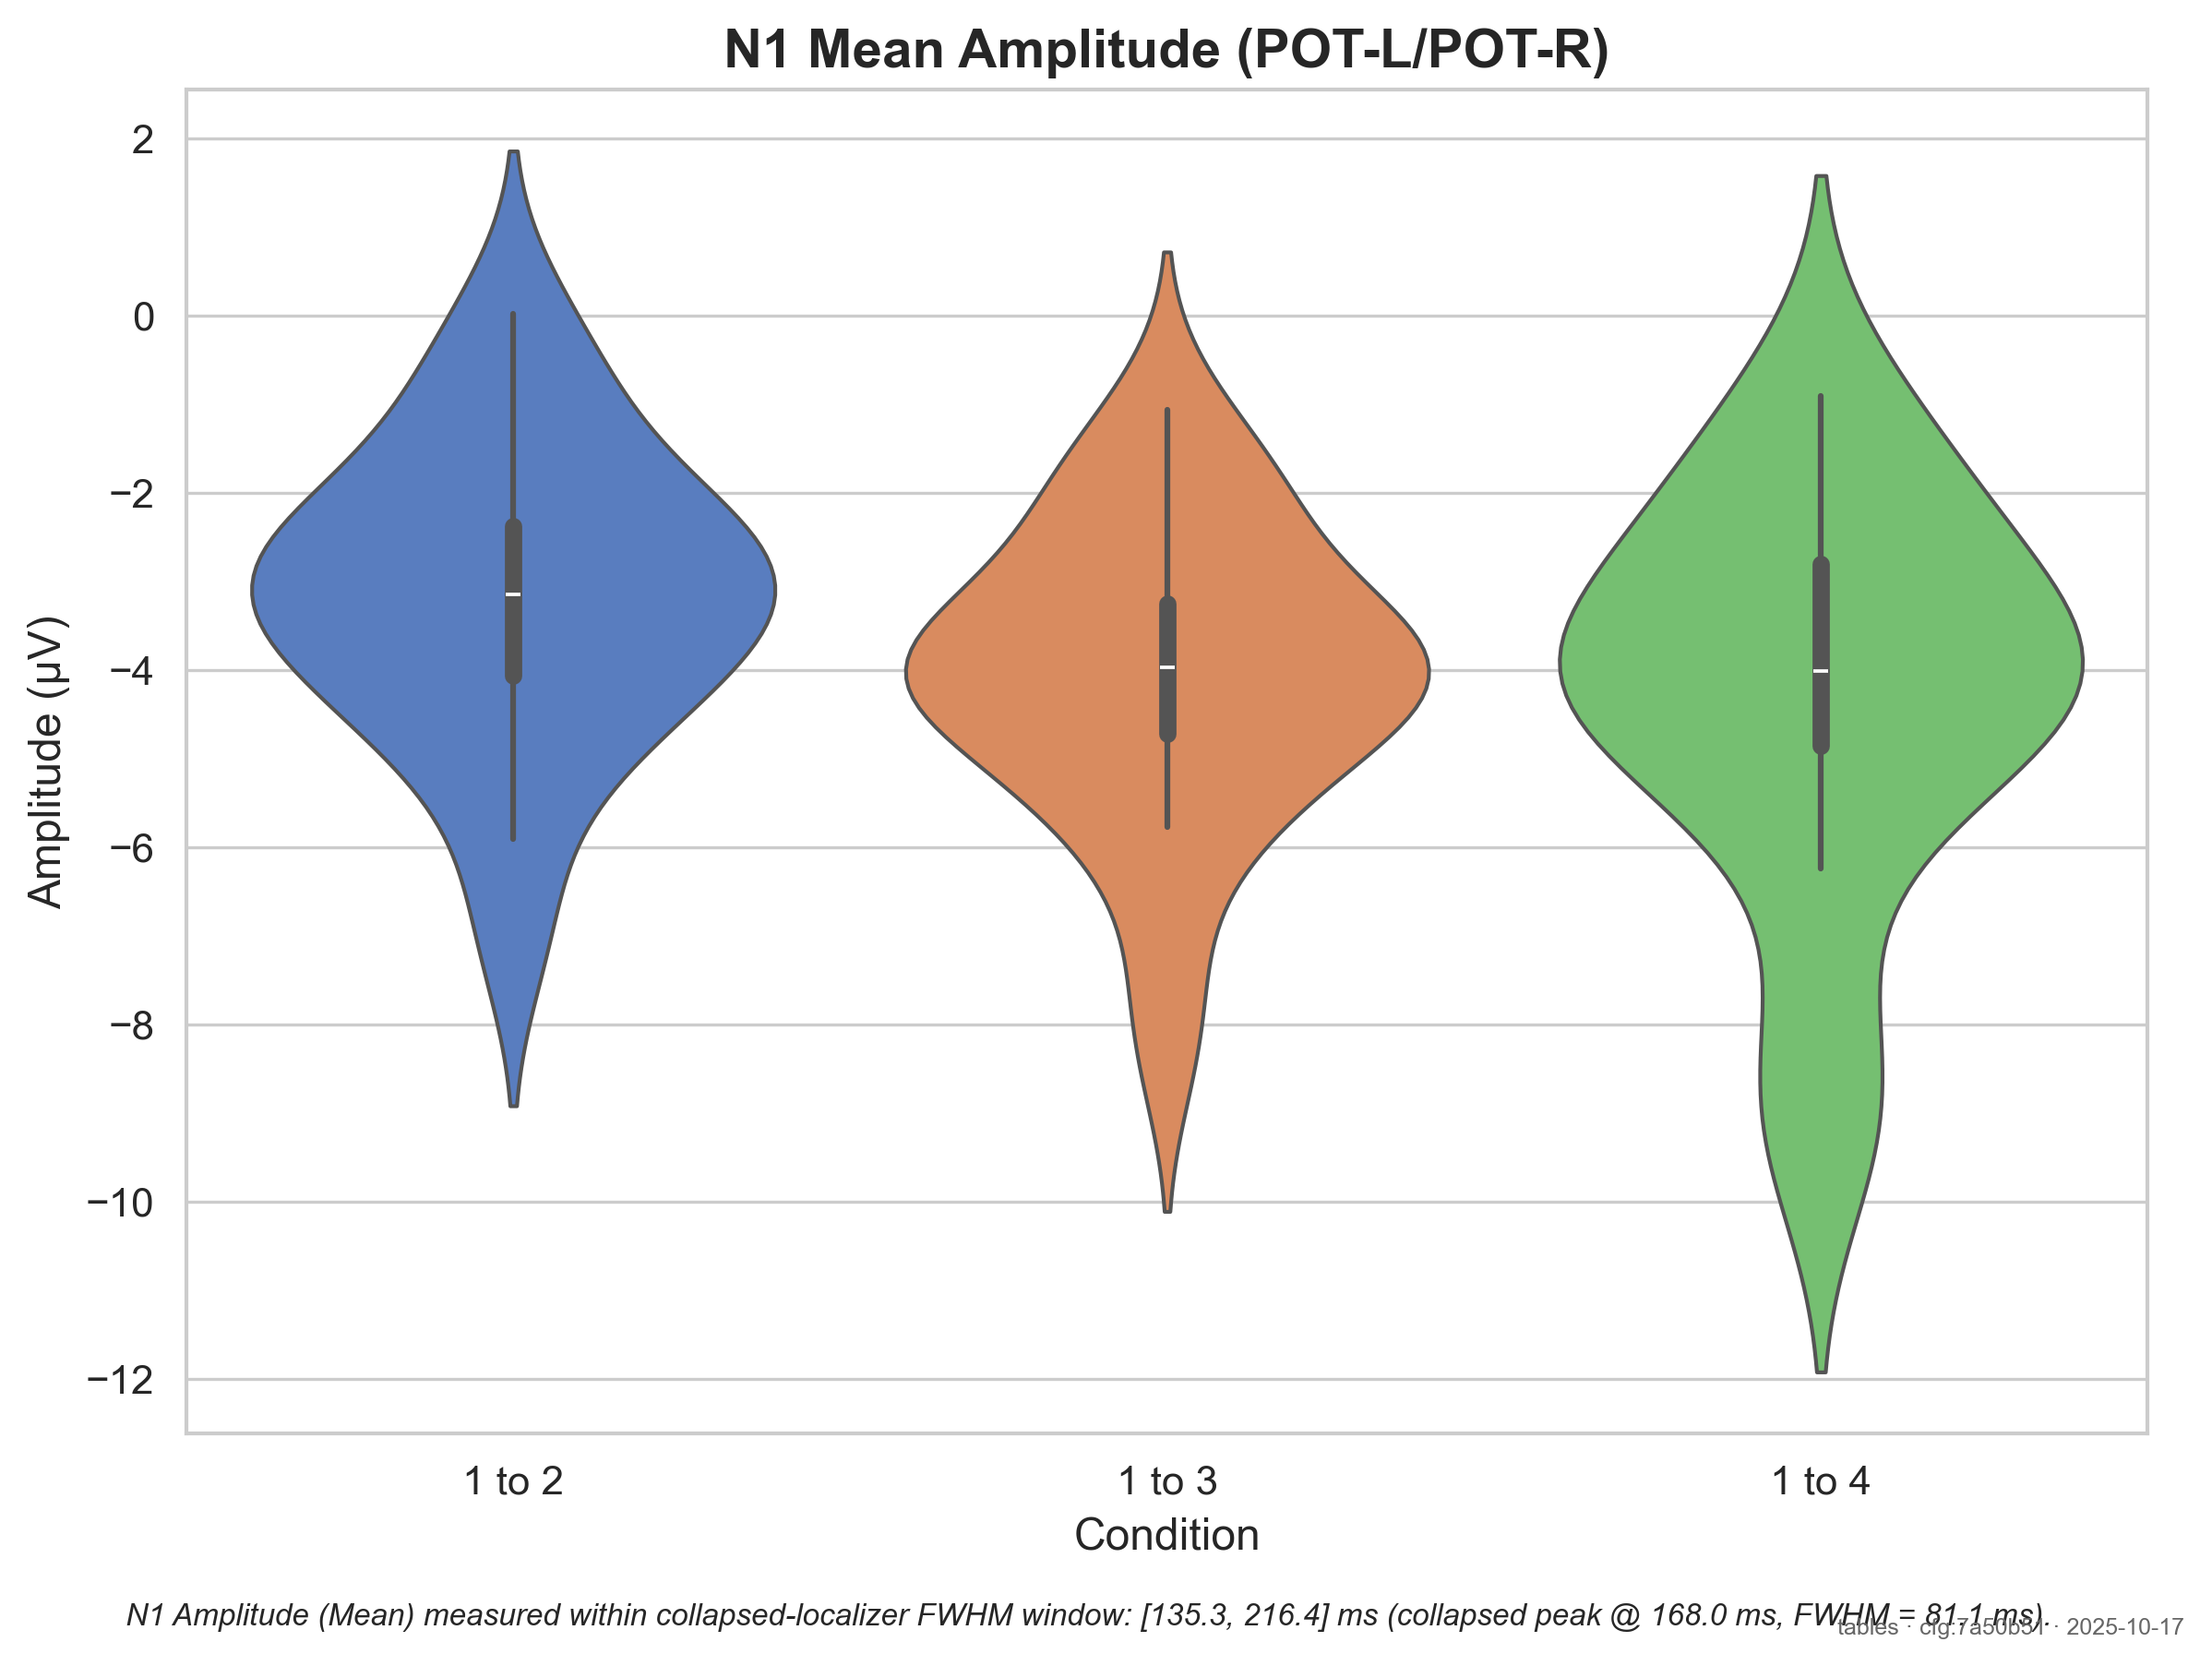 N1 Mean Amplitude (POT-L/POT-R)
Amplitude (µV)
2
0
−2
−4
−6
−8
−10
−12
1 to 2
1 to 3
1 to 4
Condition
N1 Amplitude (Mean) measured within collapsed-localizer FWHM window: [135.3, 216.4] ms (collapsed peak @ 168.0 ms, FWHM = 81.1 ms).
tables · cfg:7a50b51 · 2025-10-17